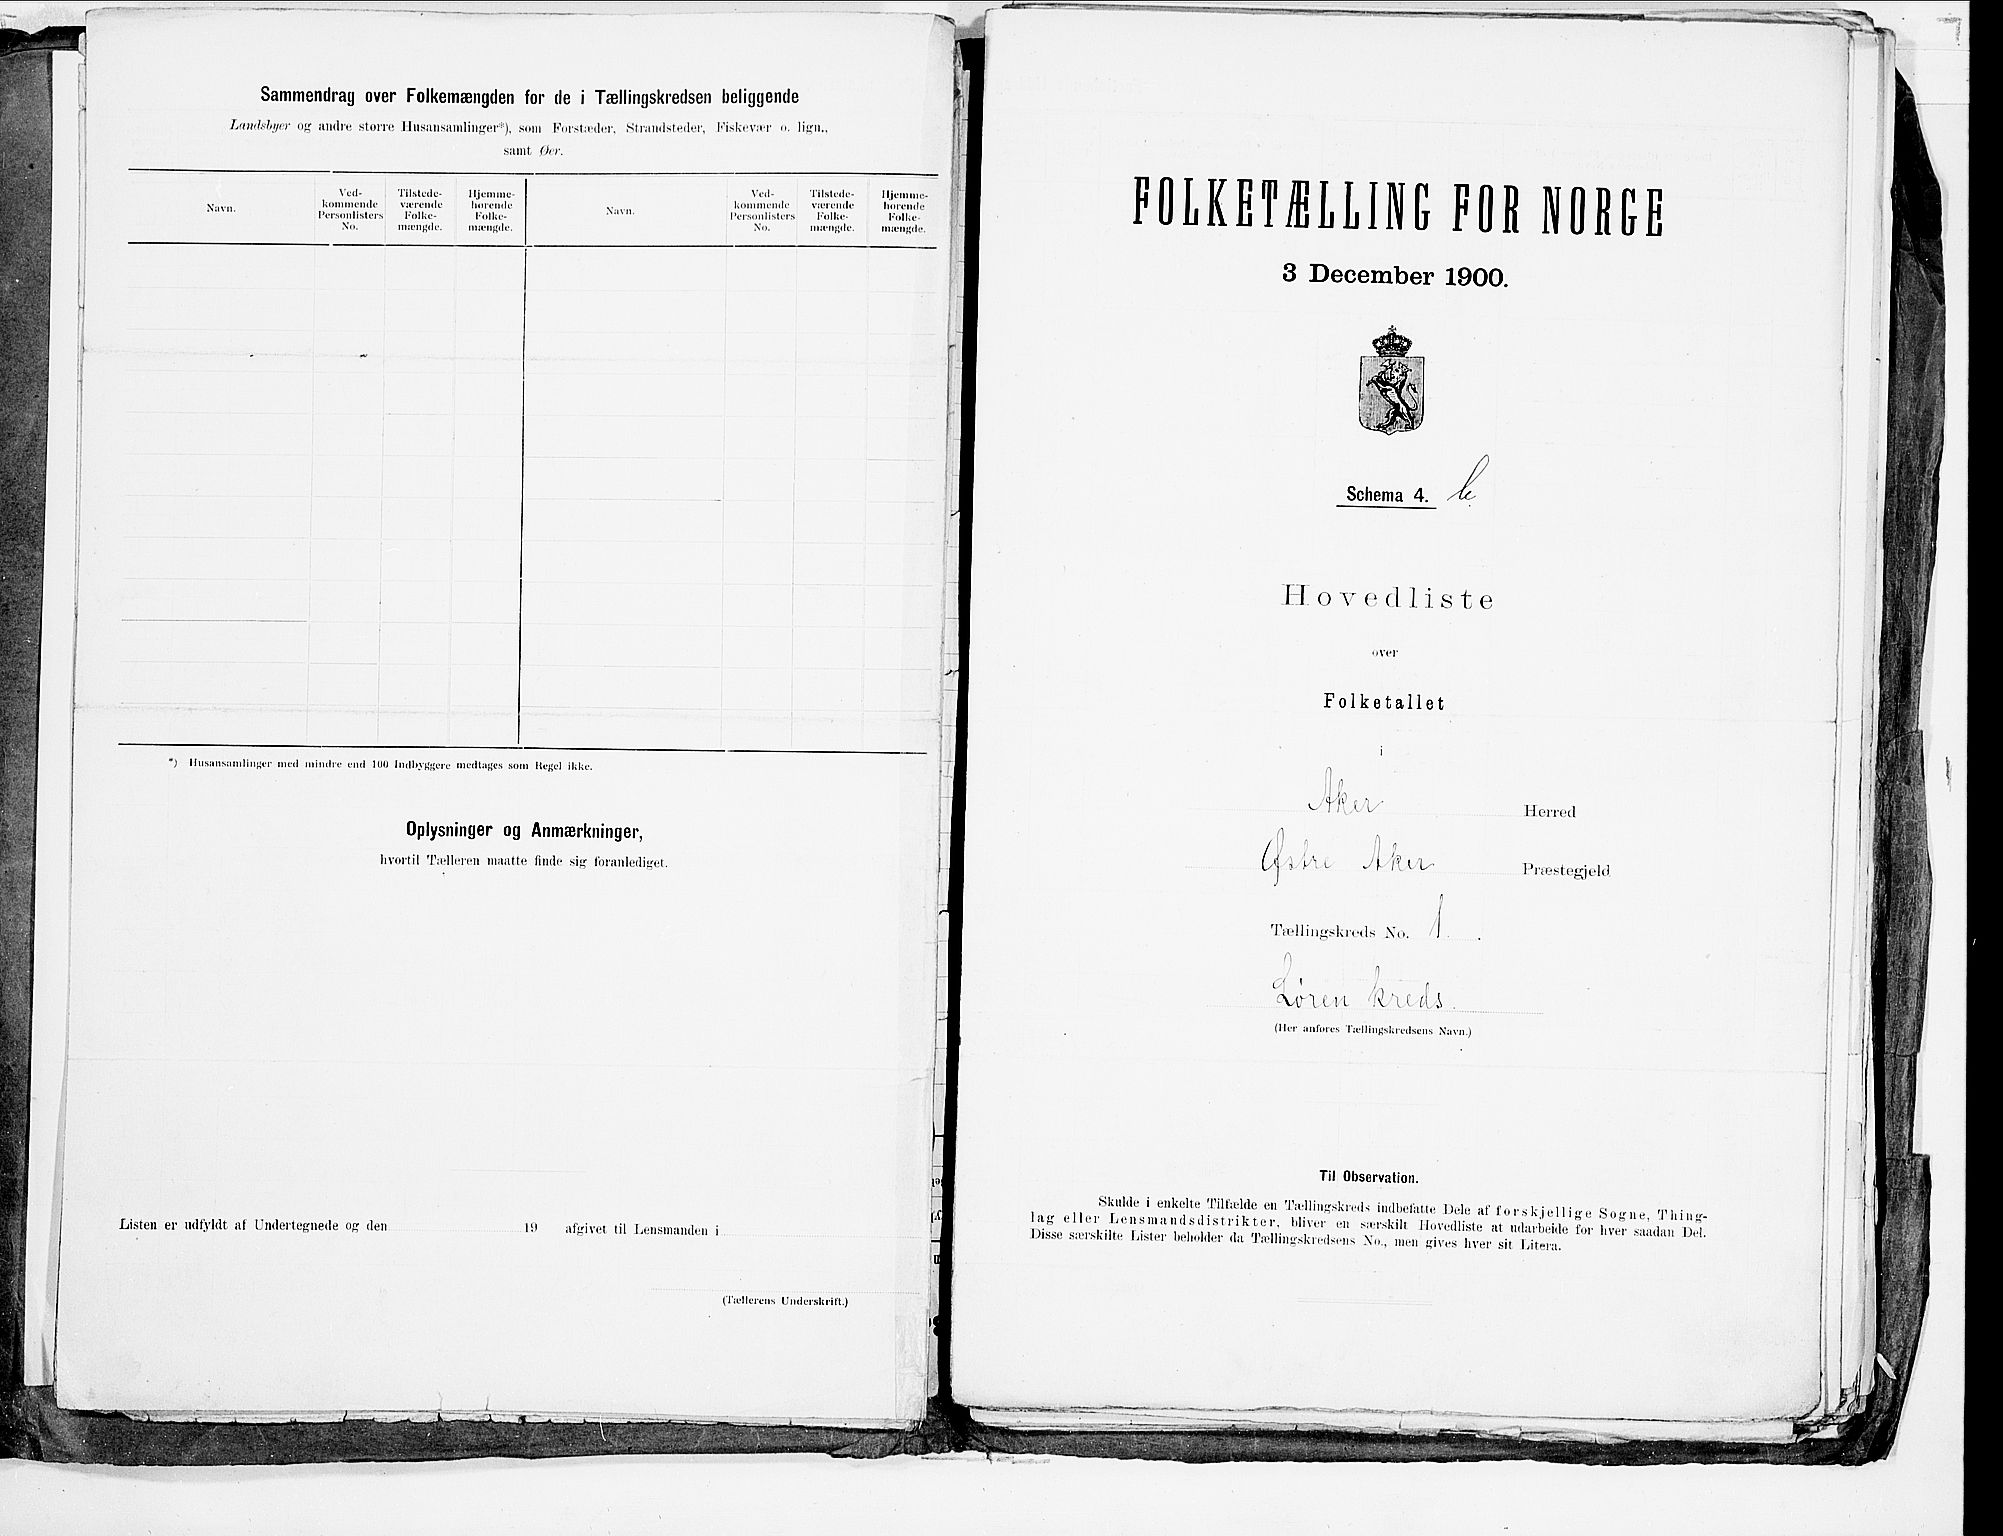 Sammendrag over Folkemængden for de i Tællingskredsen beliggende
Landsbyer og andre større Husansamlinger*), som Forstæder, Strandsteder, Fiskevær o. lign.,
samt Øer.
Navn.
Ved-
kommende
Personlisters
No.
Tilstede-
værende
Folke-
mængde.
Hjemme-
hørende
Folke-
mængde.
Navn.
Ved-
kommende
Personlisters
No.
Tilstede-
værende
Folke-
mængde.
Hjemme-
hørende
Folke-
mængde.
*) Husansamlinger med mindre end 100 Indbyggere medtages som Regel ikke.
Oplysninger og Anmærkninger,
hvortil Tælleren maatte finde sig foranlediget.
Listen er udfyldt af Undertegnede og den 19 afgivet til Lensmanden i
(Tællerens Underskrift.)
FOLKETÆLLING FOR NORGE
3 December 1900.
Schema 4.
Hovedliste
over
Folketallet
i
Aker Herred
Østre Aker Præstegjeld
Tællingskreds No. 1.
Løren kreds.
(Her anføres Tællingskredsens Navn.)
Til Observation.
Skulde i enkelte Tilfælde en Tællingskreds indbefatte Dele af forskjellige Sogne, Thing-
lag eller Lensmandsdistrikter, bliver en særskilt Hovedliste at udarbeide for hver saadan Del.
Disse særskilte Lister beholder da Tællingskredsens No., men gives hver sit Litera.